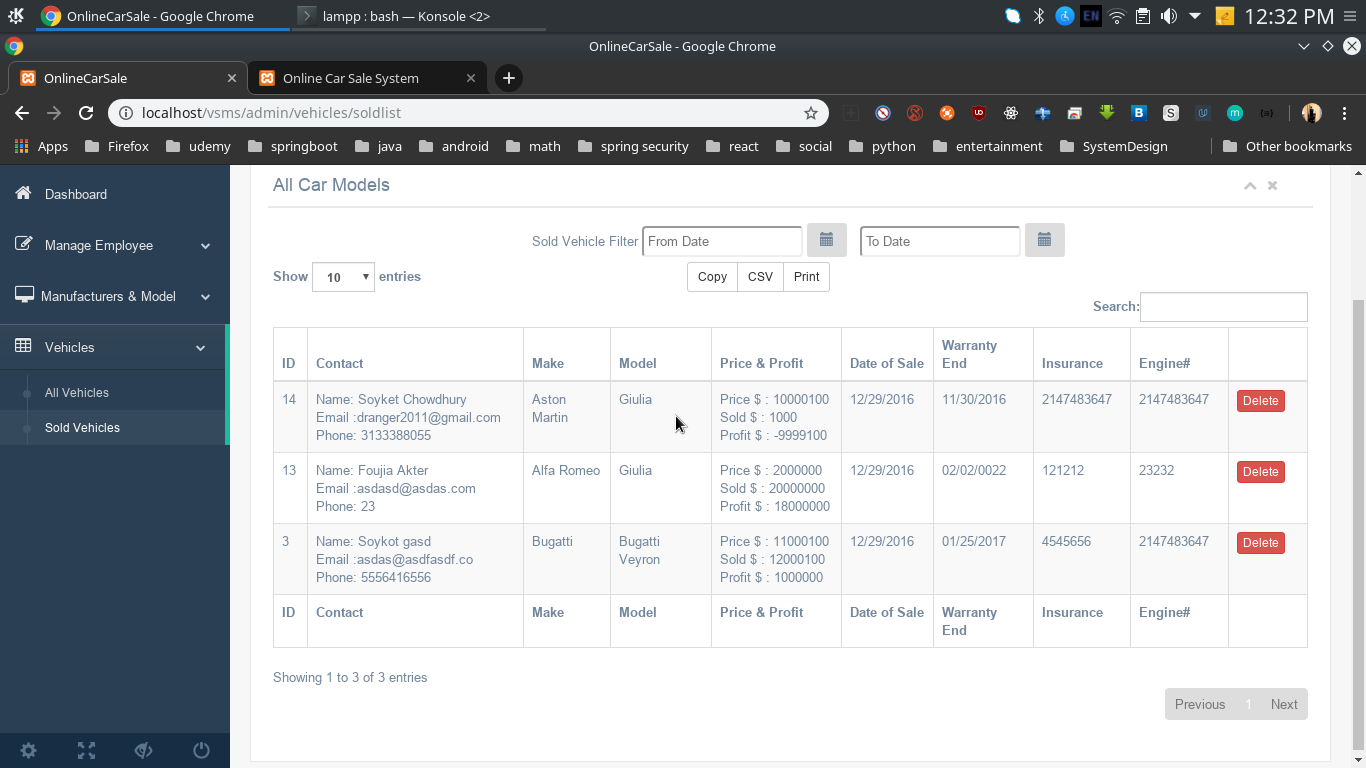 OnlineCarSale - Google Chrome
lampp : bash — Konsole <2>
EN
12:32 PM
OnlineCarSale - Google Chrome
OnlineCarSale
Online Car Sale System
localhost/vsms/admin/vehicles/soldlist
Apps
Firefox
udemy
springboot
java
android
math
spring security
react
social
python
entertainment
SystemDesign
Other bookmarks
Dashboard
Manage Employee
Manufacturers & Model
Vehicles
All Vehicles
Sold Vehicles
All Car Models
Sold Vehicle Filter
From Date
To Date
Show 10 entries
Copy
CSV
Print
Search:
ID Contact Make Model Price & Profit Date of Sale Warranty End Insurance Engine#
14
Name: Soyket Chowdhury
Email :dranger2011@gmail.com
Phone: 3133388055
Aston
Martin
Giulia
Price $ : 10000100
Sold $ : 1000
Profit $ : -9999100
12/29/2016
11/30/2016
2147483647
2147483647
Delete
13
Name: Foujia Akter
Email :asdasd@asdas.com
Phone: 23
Alfa Romeo
Giulia
Price $ : 2000000
Sold $ : 20000000
Profit $ : 18000000
12/29/2016
02/02/0022
121212
23232
Delete
3
Name: Soykot gasd
Email :asdas@asdfasdf.co
Phone: 5556416556
Bugatti
Bugatti
Veyron
Price $ : 11000100
Sold $ : 12000100
Profit $ : 1000000
12/29/2016
01/25/2017
4545656
2147483647
Delete
ID Contact Make Model Price & Profit Date of Sale Warranty End Insurance Engine#
Showing 1 to 3 of 3 entries
Previous
1
Next